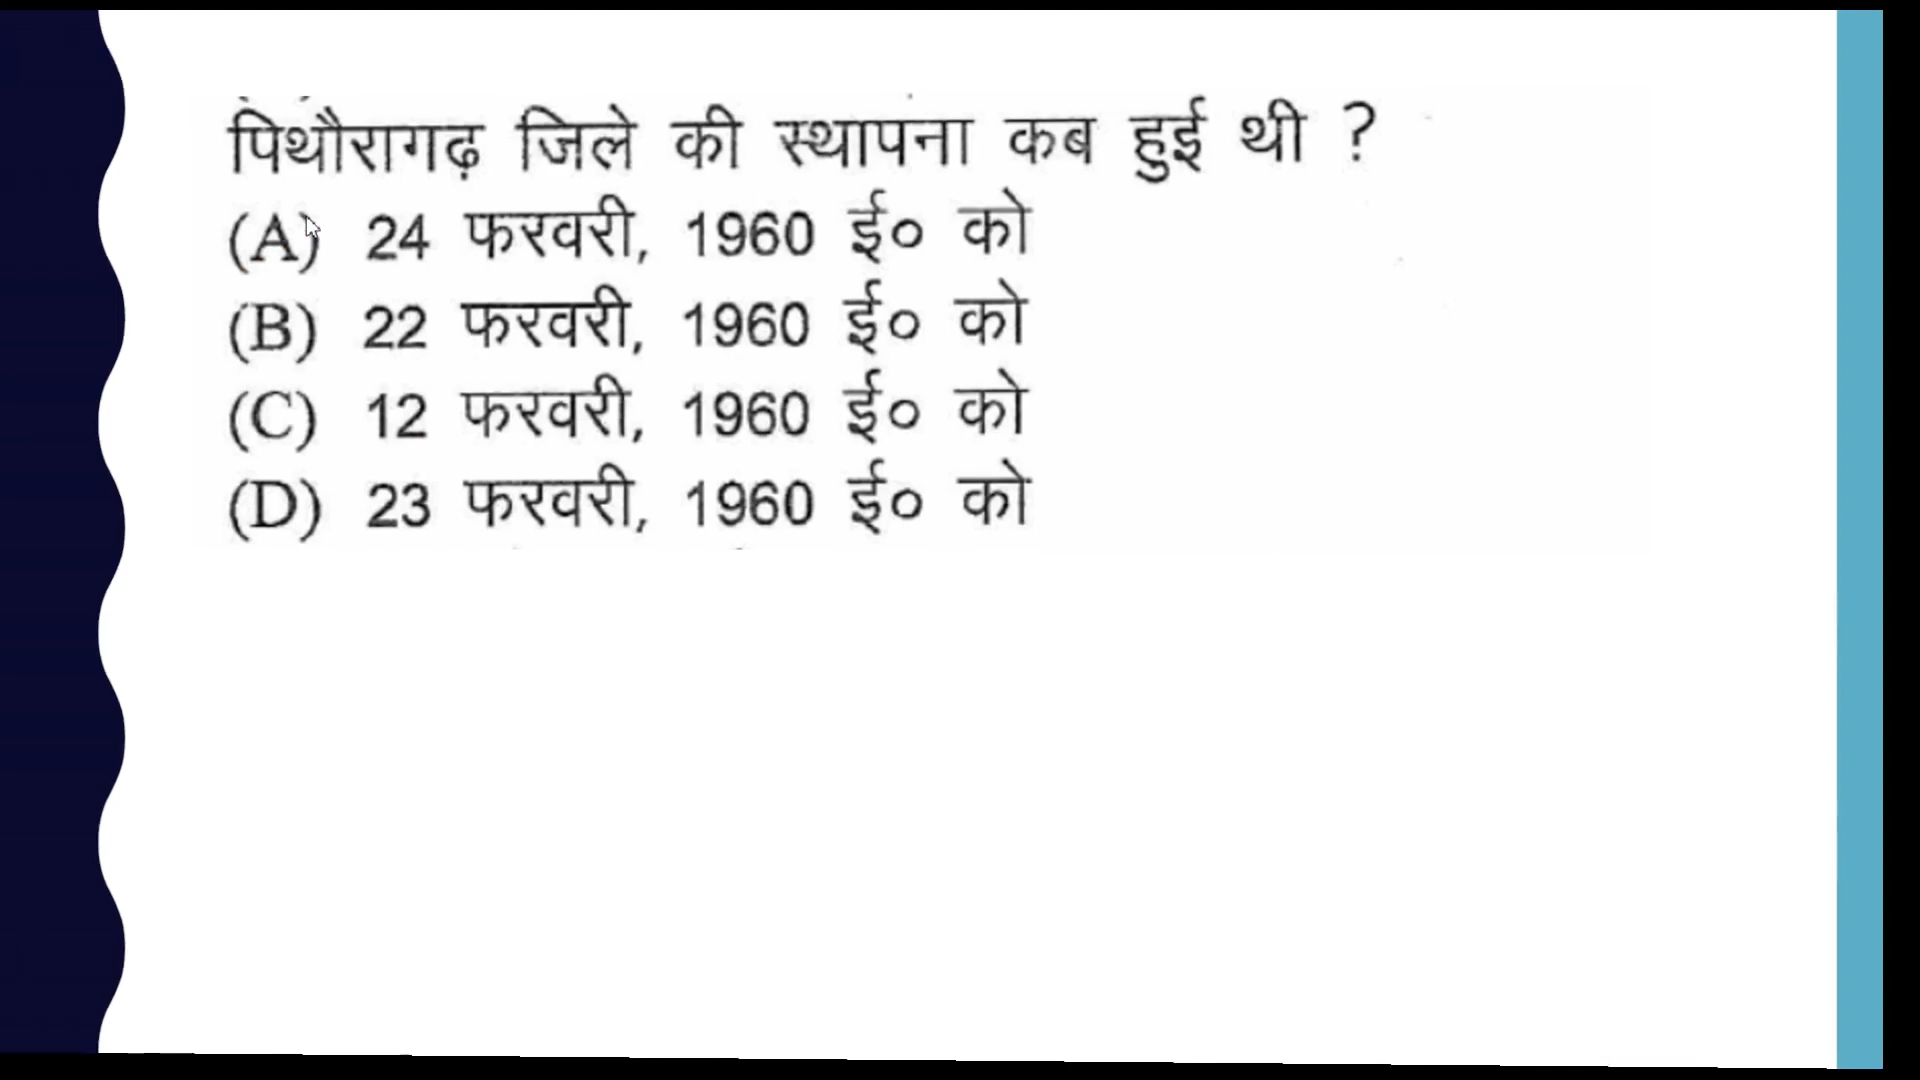 पिथौरागढ़ जिले की स्थापना कब हुई थी ?
(A) 24 फरवरी, 1960 ई० को
(B) 22 फरवरी, 1960 ई० को
(C) 12 फरवरी, 1960 ई० को
(D) 23 फरवरी, 1960 ई० को